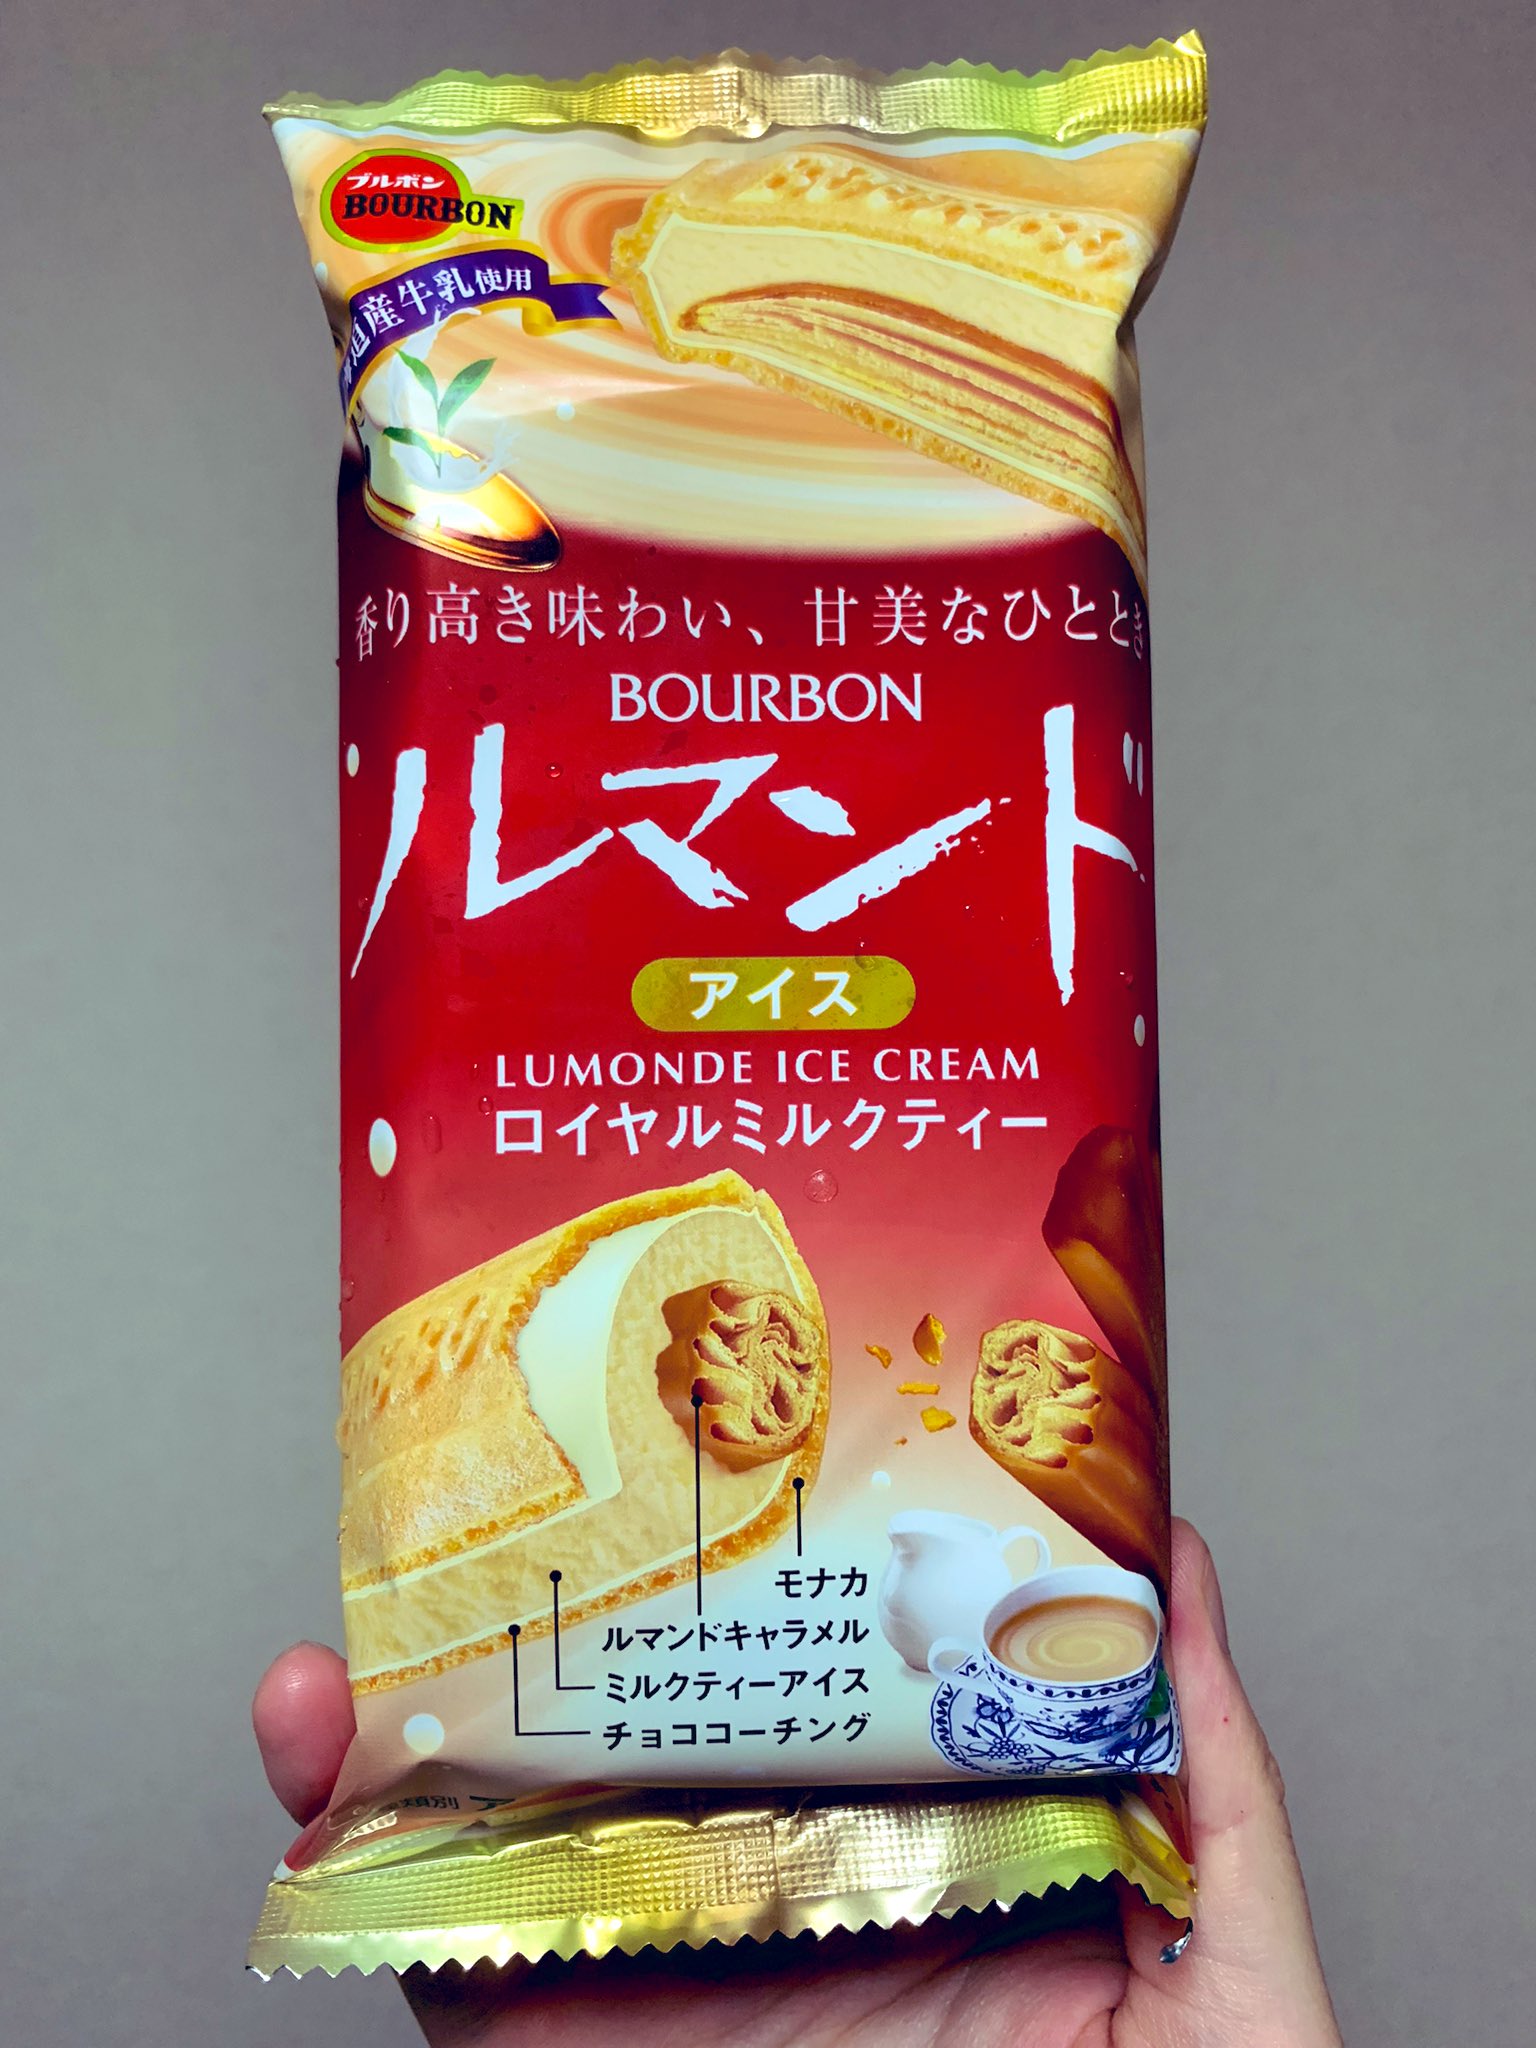 ブルボン
BOURBON
道産牛乳使用
香り高き味わい、甘美なひととき
BOURBON
ルマンド
アイス
LUMONDE ICE CREAM
ロイヤルミルクティー
モナカ
ルマンドキャラメル
ミルクティーアイス
チョココーチング
類別